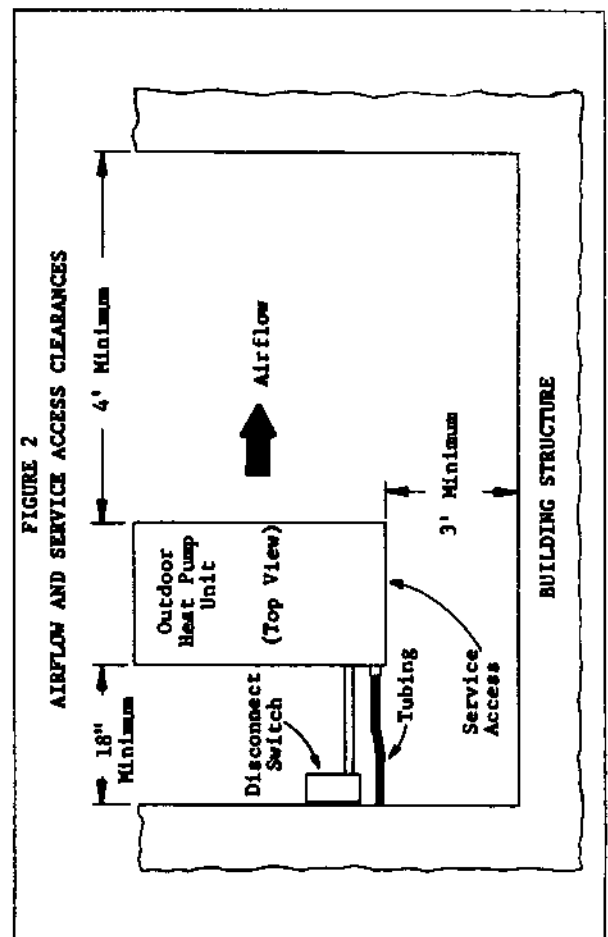 FIGURE 2
AIRFLOW AND SERVICE ACCESS CLEARANCES
18"
Minimum
4' Minimum
Outdoor
Heat Pump
Unit
(Top View)
Airflow
Disconnect
Switch
Tubing
3' Minimum
Service
Access
BUILDING STRUCTURE